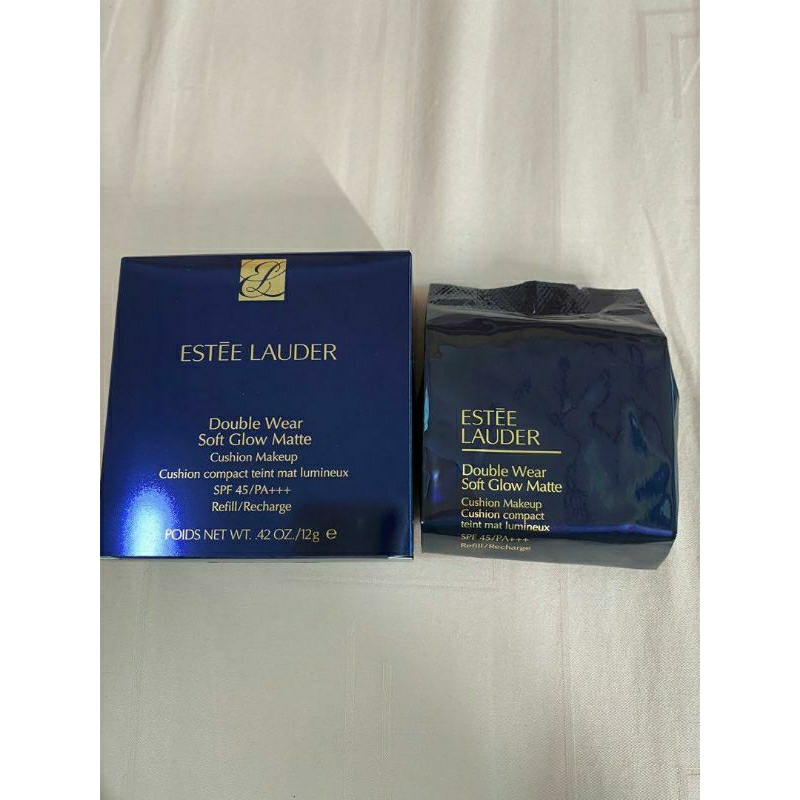 EL
ESTĒE LAUDER
Double Wear
Soft Glow Matte
Cushion Makeup
Cushion compact teint mat lumineux
SPF 45/PA+++
Refill/Recharge
POIDS NET WT. .42 OZ./12g e
ESTĒE
LAUDER
Double Wear
Soft Glow Matte
Cushion Makeup
Cushion compact
teint mat lumineux
SPF 45/PA+++
Refill/Recharge